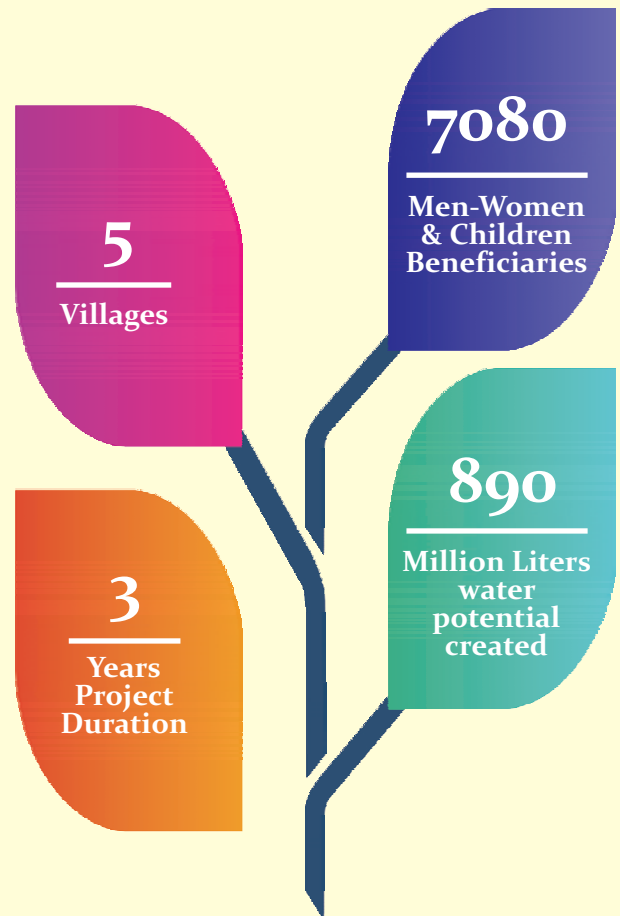 5
Villages
7080
Men-Women
& Children
Beneficiaries
3
Years
Project
Duration
890
Million Liters
water
potential
created